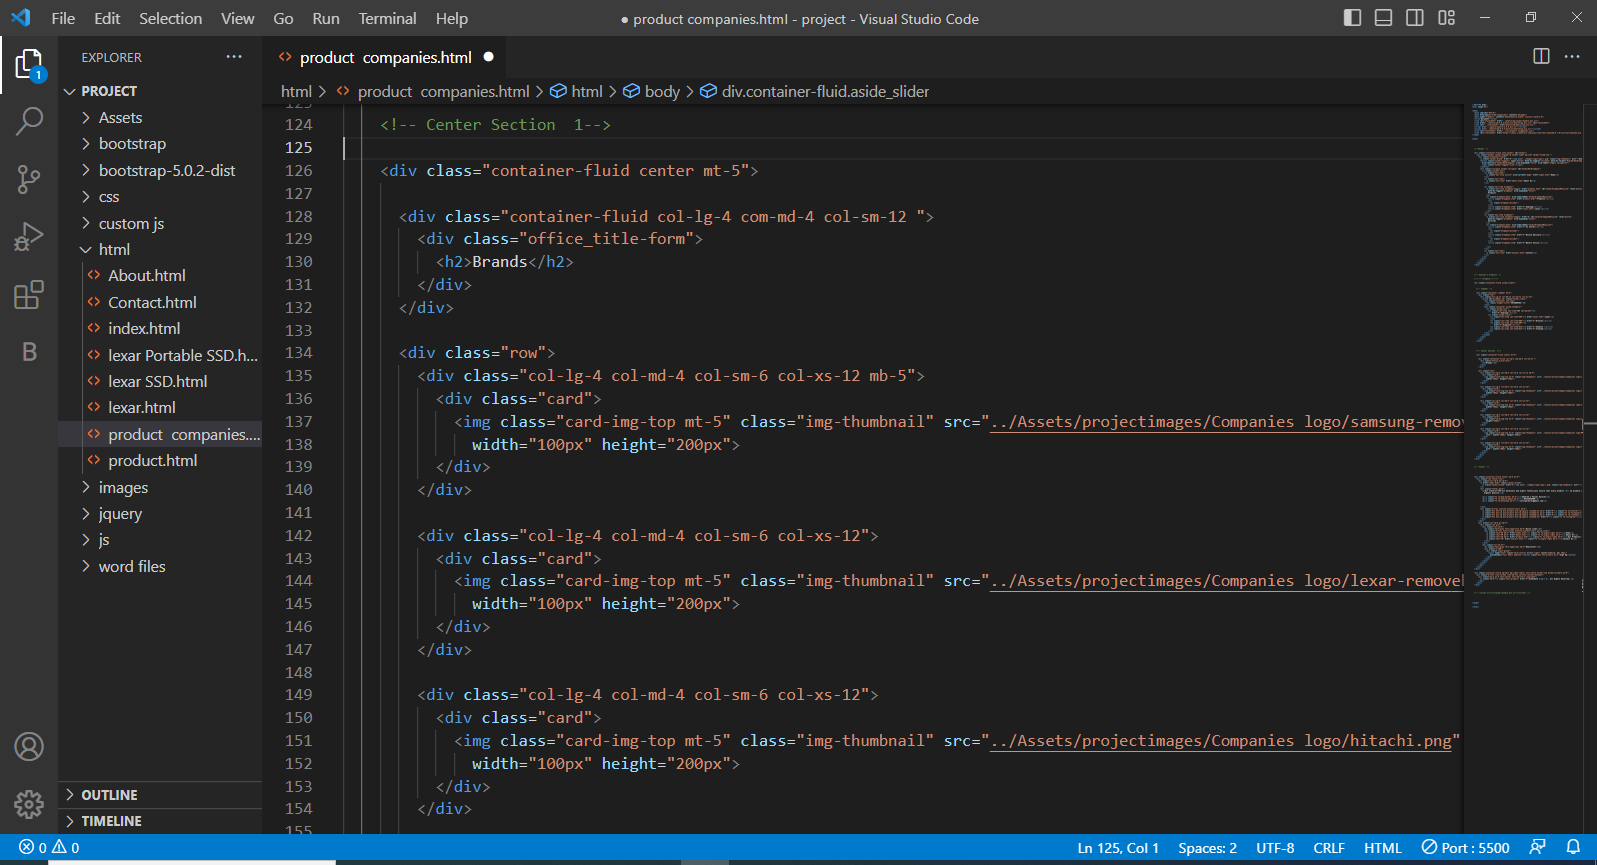 File Edit Selection View Go Run Terminal Help
● product companies.html - project - Visual Studio Code
1
EXPLORER ···
PROJECT
Assets
bootstrap
bootstrap-5.0.2-dist
css
custom js
html
About.html
Contact.html
index.html
lexar Portable SSD.h...
lexar SSD.html
lexar.html
product companies....
product.html
images
jquery
js
word files
OUTLINE
TIMELINE
B
<> product companies.html ●
html > <> product companies.html > html > body > div.container-fluid.aside_slider
123
124 <!-- Center Section 1-->
125
126 <div class="container-fluid center mt-5">
127
128 <div class="container-fluid col-lg-4 com-md-4 col-sm-12 ">
129 <div class="office_title-form">
130 <h2>Brands</h2>
131 </div>
132 </div>
133
134 <div class="row">
135 <div class="col-lg-4 col-md-4 col-sm-6 col-xs-12 mb-5">
136 <div class="card">
137 <img class="card-img-top mt-5" class="img-thumbnail" src="../Assets/projectimages/Companies logo/samsung-remov
138 width="100px" height="200px">
139 </div>
140 </div>
141
142 <div class="col-lg-4 col-md-4 col-sm-6 col-xs-12">
143 <div class="card">
144 <img class="card-img-top mt-5" class="img-thumbnail" src="../Assets/projectimages/Companies logo/lexar-removeb
145 width="100px" height="200px">
146 </div>
147 </div>
148
149 <div class="col-lg-4 col-md-4 col-sm-6 col-xs-12">
150 <div class="card">
151 <img class="card-img-top mt-5" class="img-thumbnail" src="../Assets/projectimages/Companies logo/hitachi.png"
152 width="100px" height="200px">
153 </div>
154 </div>
155
0 0
Ln 125, Col 1 Spaces: 2 UTF-8 CRLF HTML Port : 5500